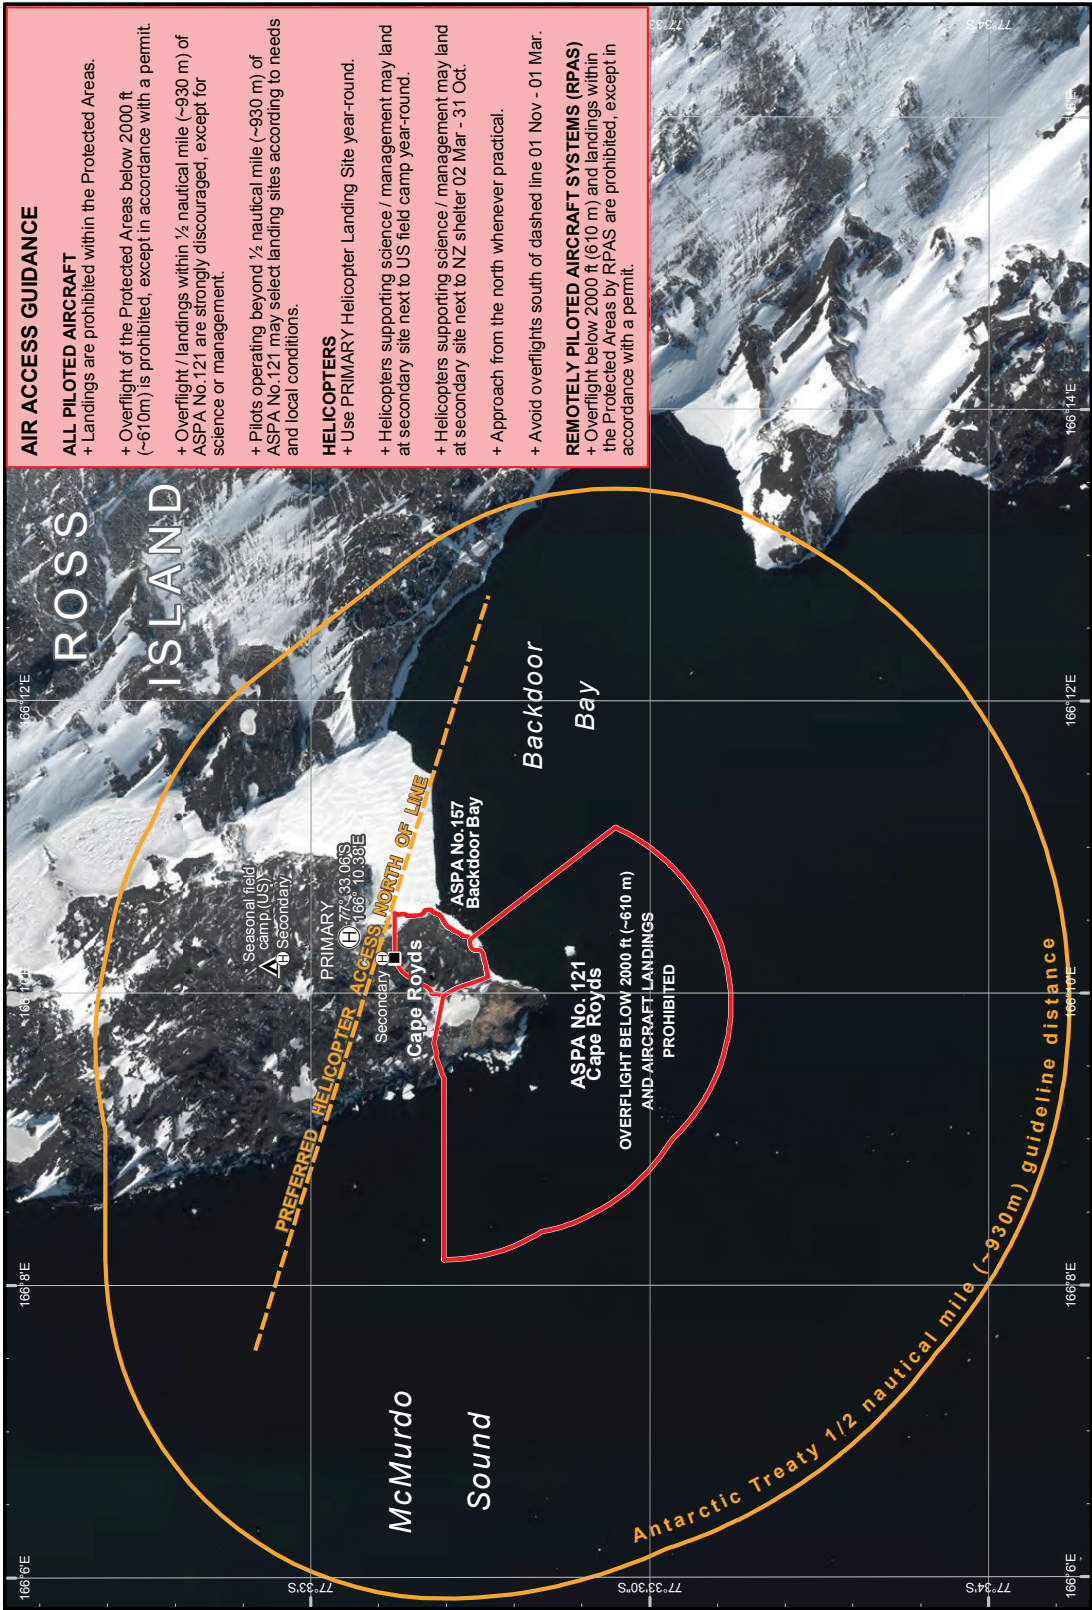 AIR ACCESS GUIDANCE
ALL PILOTED AIRCRAFT
+ Landings are prohibited within the Protected Areas.
+ Overflight of the Protected Areas below 2000 ft
(~610m) is prohibited, except in accordance with a permit.
+ Overflight / landings within ½ nautical mile (~930 m) of
ASPA No.121 are strongly discouraged, except for
science or management.
+ Pilots operating beyond ½ nautical mile (~930 m) of
ASPA No.121 may select landing sites according to needs
and local conditions.
HELICOPTERS
+ Use PRIMARY Helicopter Landing Site year-round.
+ Helicopters supporting science / management may land
at secondary site next to US field camp year-round.
+ Helicopters supporting science / management may land
at secondary site next to NZ shelter 02 Mar - 31 Oct.
+ Approach from the north whenever practical.
+ Avoid overflights south of dashed line 01 Nov - 01 Mar.
REMOTELY PILOTED AIRCRAFT SYSTEMS (RPAS)
+ Overflight below 2000 ft (610 m) and landings within
the Protected Areas by RPAS are prohibited, except in
accordance with a permit.
ROSS
ISLAND
166°6'E
166°8'E
166°10'E
166°12'E
Seasonal field
camp (US)
H Secondary
PRIMARY
H 77° 33.06'S
166° 10.38'E
PREFERRED HELICOPTER ACCESS NORTH OF LINE
Secondary H
Cape Royds
ASPA No.157
Backdoor Bay
Backdoor
Bay
McMurdo
Sound
ASPA No. 121
Cape Royds
OVERFLIGHT BELOW 2000 ft (~610 m)
AND AIRCRAFT LANDINGS
PROHIBITED
Antarctic Treaty 1/2 nautical mile (~930m) guideline distance
77°33'S
77°33'30"S
77°34'S
77°34'S
166°6'E
166°8'E
166°10'E
166°12'E
166°14'E